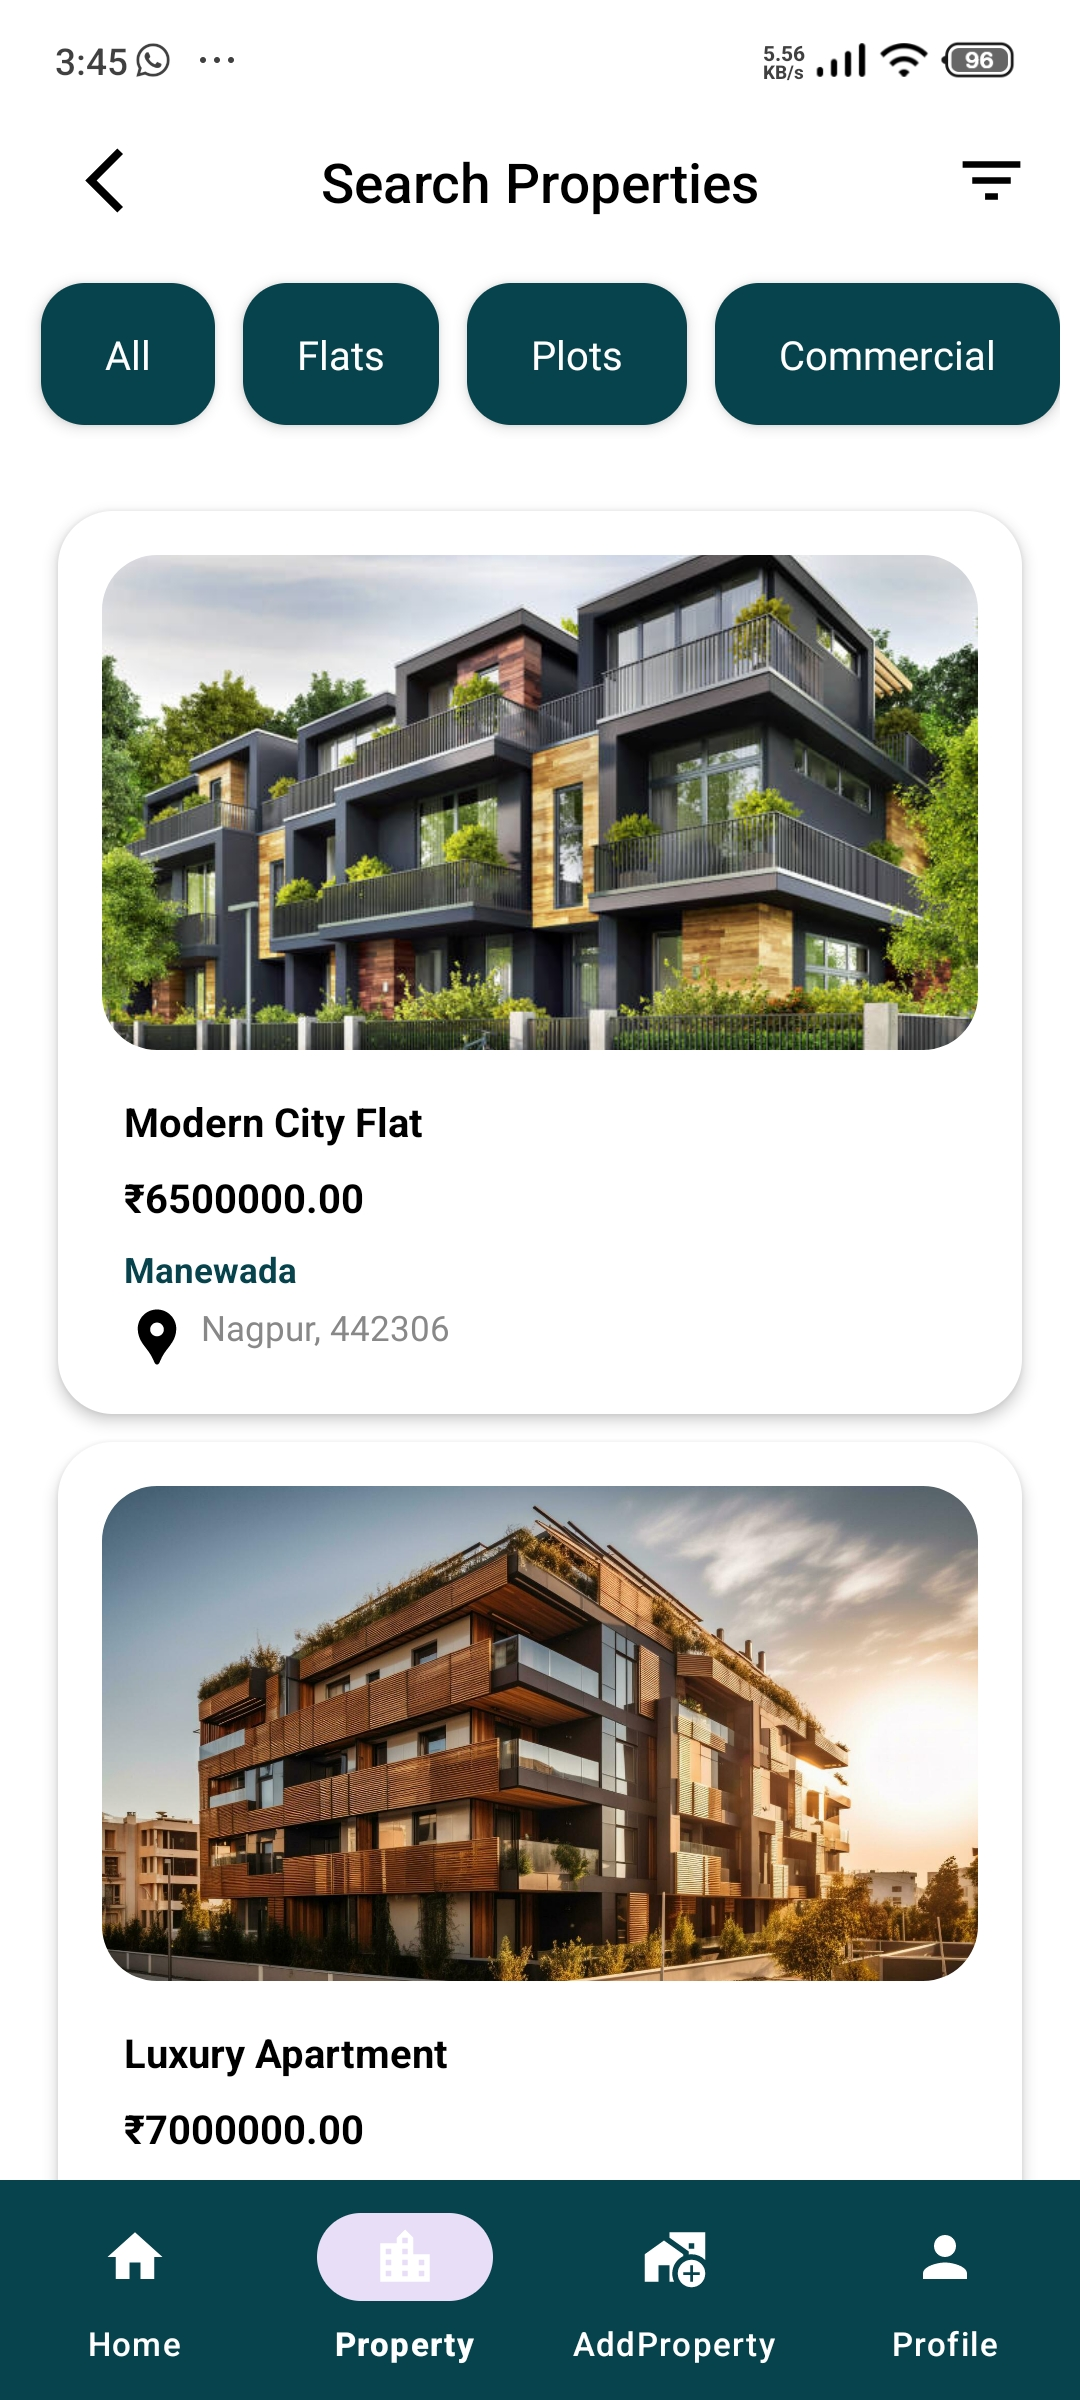 3:45 ... 5.56 KB/s 96
Search Properties
All Flats Plots Commercial
Modern City Flat
₹6500000.00
Manewada
Nagpur, 442306
Luxury Apartment
₹7000000.00
Home Property AddProperty Profile